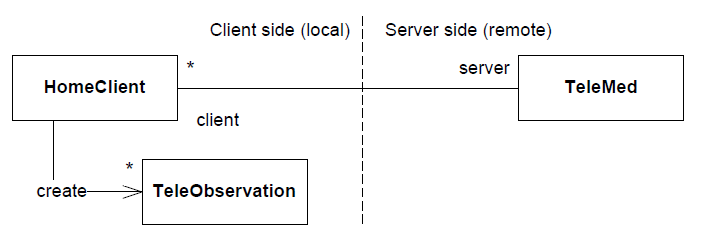 Client side (local)
Server side (remote)
*
server
HomeClient
TeleMed
client
*
create
TeleObservation